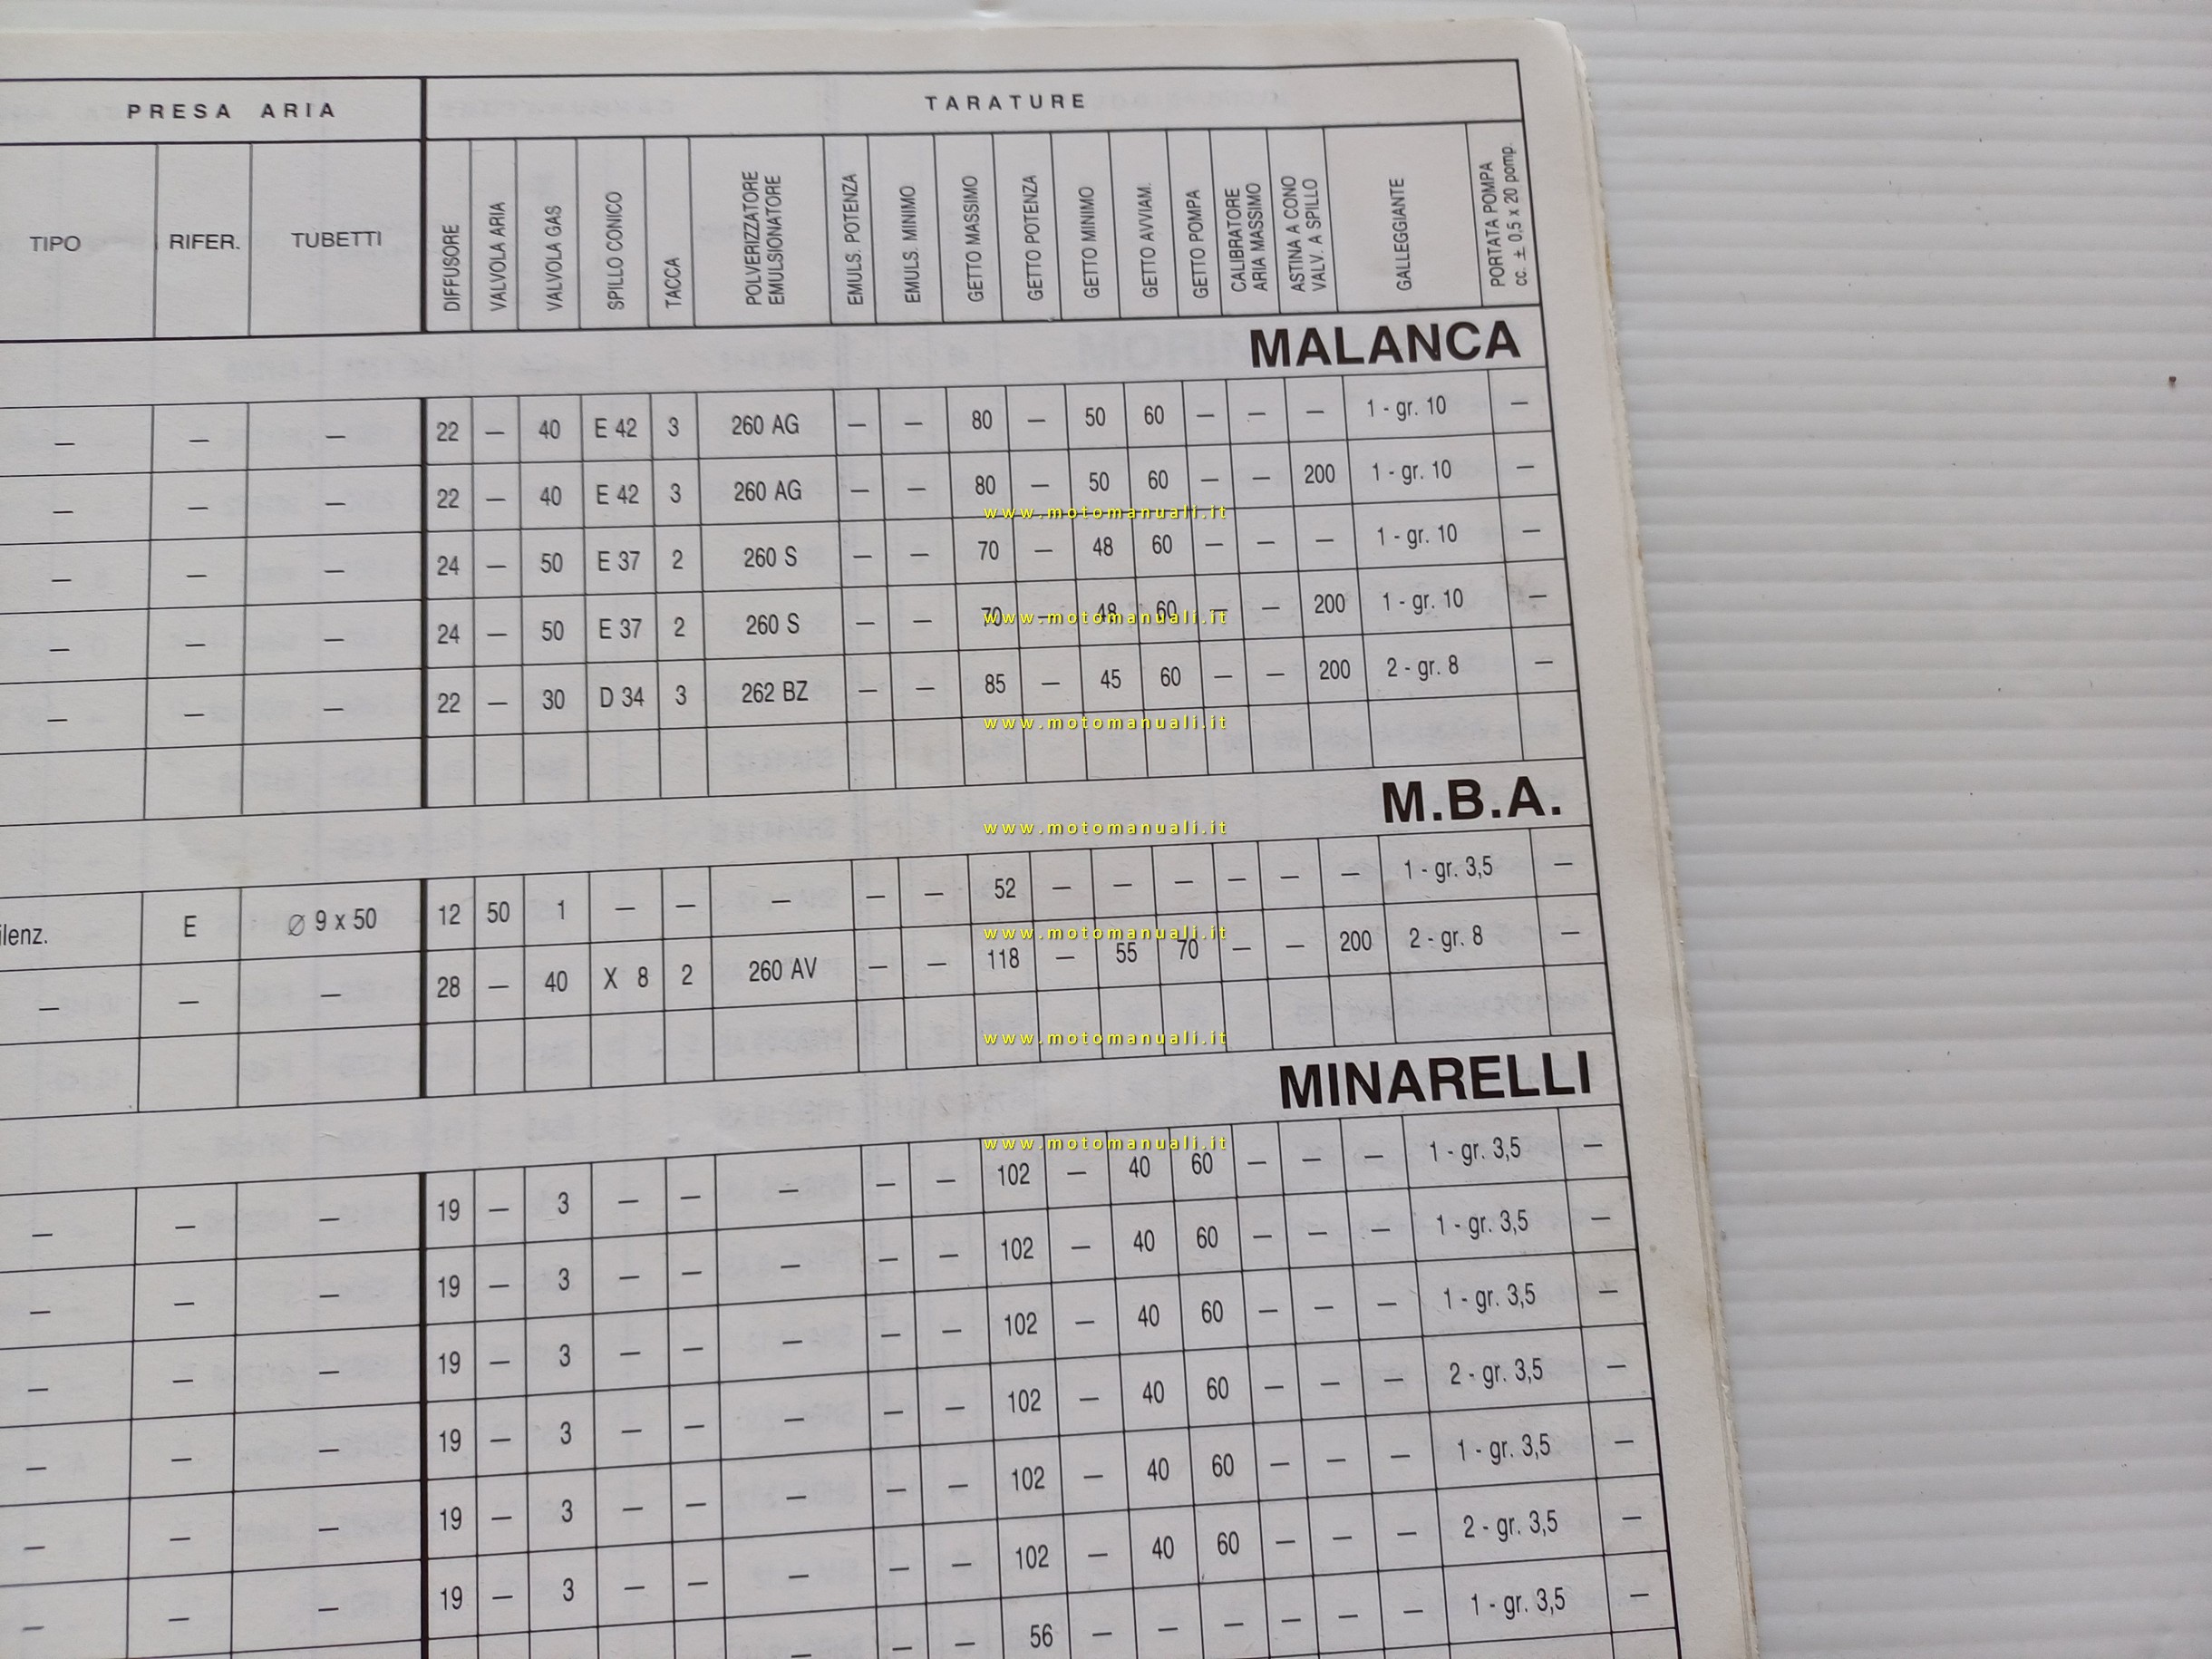 PRESA ARIA TARATURE
TIPO RIFER. TUBETTI DIFFUSORE VALVOLA ARIA VALVOLA GAS SPILLO CONICO TACCA POLVERIZZATORE EMULSIONATORE EMULS. POTENZA EMULS. MINIMO GETTO MASSIMO GETTO POTENZA GETTO MINIMO GETTO AVVIAM. GETTO POMPA CALIBRATORE ARIA MASSIMO ASTINA A CONO VALV. A SPILLO GALLEGGIANTE PORTATA POMPA cc. ± 0,5 x 20 pomp.
MALANCA
— — — 22 — 40 E 42 3 260 AG — — 80 — 50 60 — — — 1 - gr. 10 —
— — — 22 — 40 E 42 3 260 AG — — 80 — 50 60 — — 200 1 - gr. 10 —
www.motomanuali.it
— — — 24 — 50 E 37 2 260 S — — 70 — 48 60 — — — 1 - gr. 10 —
— — — 24 — 50 E 37 2 260 S — — 70 — 48 60 — — 200 1 - gr. 10 —
www.motomanuali.it
— — — 22 — 30 D 34 3 262 BZ — — 85 — 45 60 — — 200 2 - gr. 8 —
www.motomanuali.it
M.B.A.
www.motomanuali.it
ilenz. E Ø 9 x 50 12 50 1 — — — — — 52 — — — — — — 1 - gr. 3,5 —
www.motomanuali.it
— — — 28 — 40 X 8 2 260 AV — — 118 — 55 70 — — 200 2 - gr. 8 —
www.motomanuali.it
MINARELLI
www.motomanuali.it
— — — 19 — 3 — — — — — 102 — 40 60 — — — 1 - gr. 3,5 —
— — — 19 — 3 — — — — — 102 — 40 60 — — — 1 - gr. 3,5 —
— — — 19 — 3 — — — — — 102 — 40 60 — — — 1 - gr. 3,5 —
— — — 19 — 3 — — — — — 102 — 40 60 — — — 2 - gr. 3,5 —
— — — 19 — 3 — — — — — 102 — 40 60 — — — 1 - gr. 3,5 —
— — — 19 — 3 — — — — — 102 — 40 60 — — — 2 - gr. 3,5 —
— — — 56 — — — — — — 1 - gr. 3,5 —